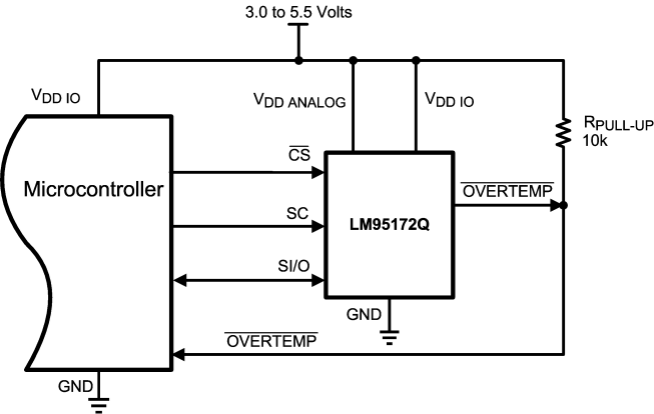 3.0 to 5.5 Volts
VDD IO
VDD ANALOG
VDD IO
RPULL-UP
10k
CS
OVERTEMP
Microcontroller
SC
LM95172Q
SI/O
GND
OVERTEMP
GND